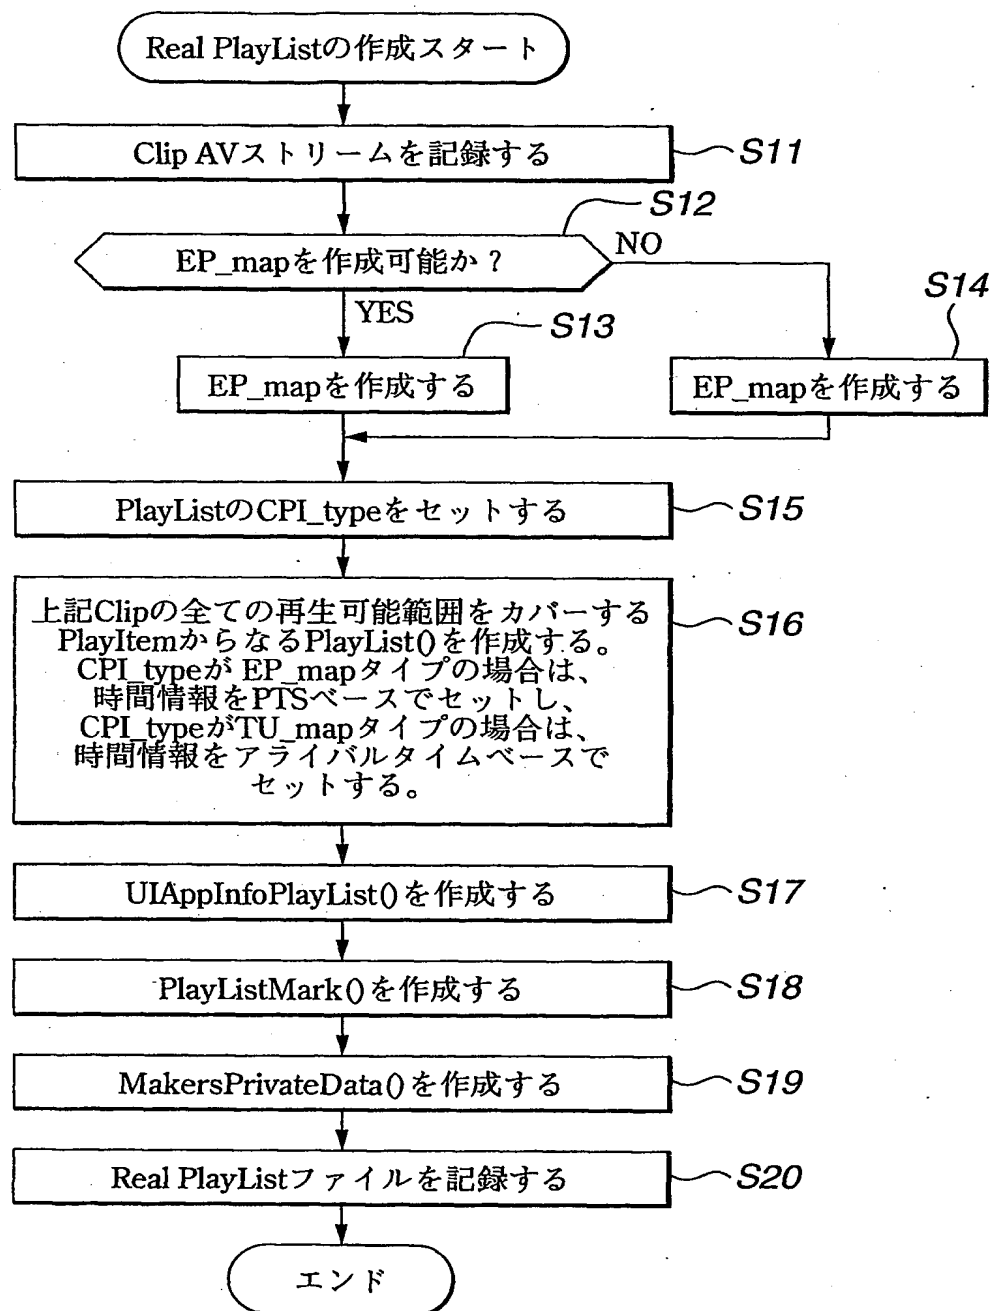 Real PlayListの作成スタート
Clip AVストリームを記録する
S11
S12
EP_mapを作成可能か？
NO
YES
S13
S14
EP_mapを作成する
EP_mapを作成する
PlayListのCPI_typeをセットする
S15
上記Clipの全ての再生可能範囲をカバーする
PlayItemからなるPlayList()を作成する。
CPI_typeが EP_mapタイプの場合は、
時間情報をPTSベースでセットし、
CPI_typeがTU_mapタイプの場合は、
時間情報をアライバルタイムベースで
セットする。
S16
UIAppInfoPlayList()を作成する
S17
PlayListMark()を作成する
S18
MakersPrivateData()を作成する
S19
Real PlayListファイルを記録する
S20
エンド